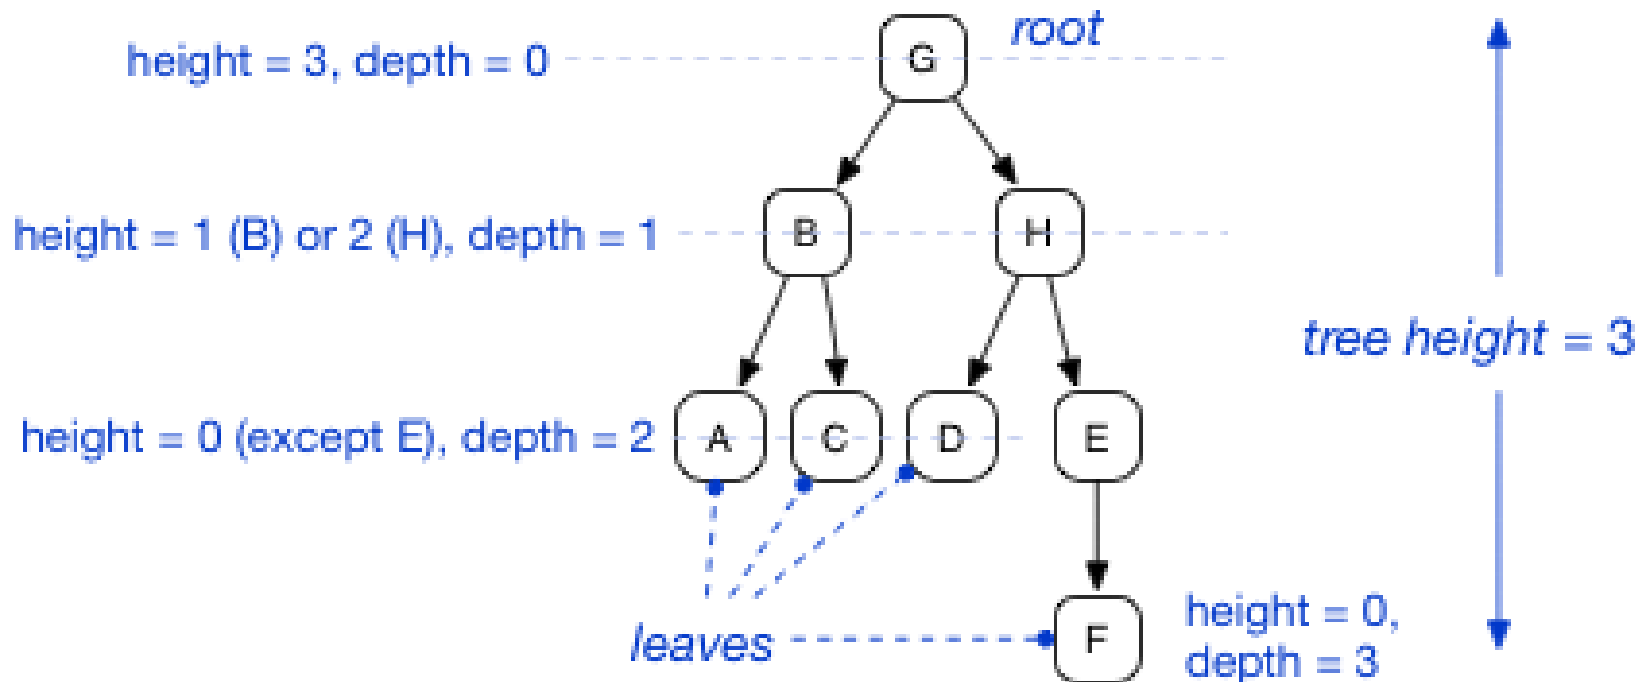 G
root
height = 3, depth = 0
B
H
height = 1 (B) or 2 (H), depth = 1
tree height = 3
A
C
D
E
height = 0 (except E), depth = 2
leaves
F
height = 0,
depth = 3